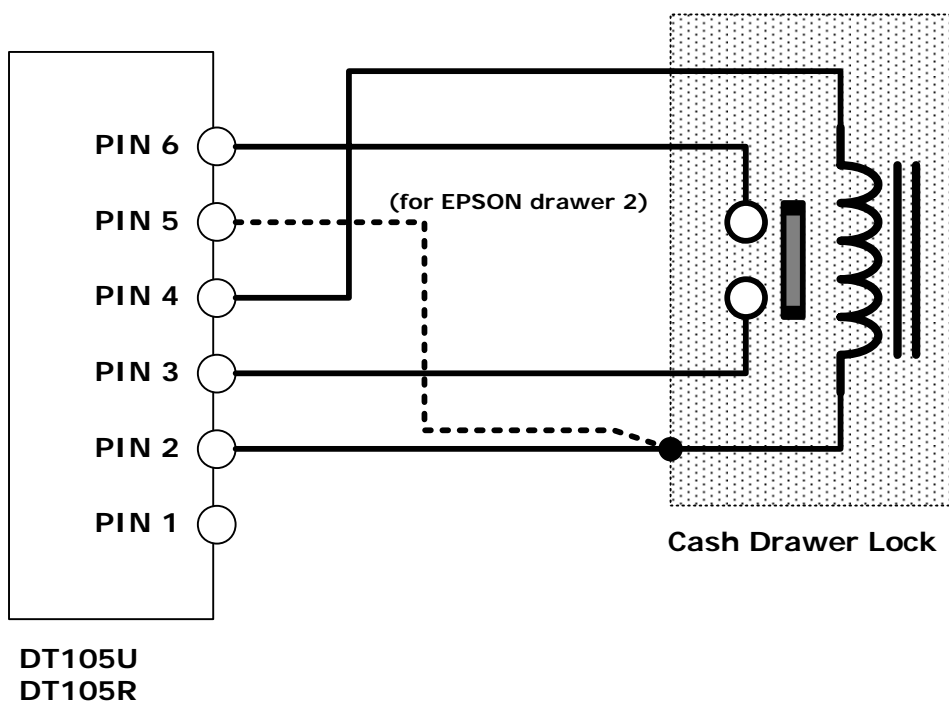 PIN 6
PIN 5
(for EPSON drawer 2)
PIN 4
PIN 3
PIN 2
PIN 1
Cash Drawer Lock
DT105U
DT105R